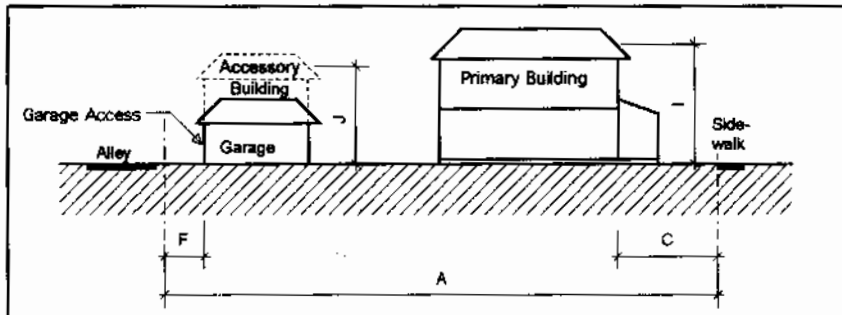 Accessory
Building
Primary Building
Garage Access
Garage
Alley
J
I
Side-
walk
F
C
A